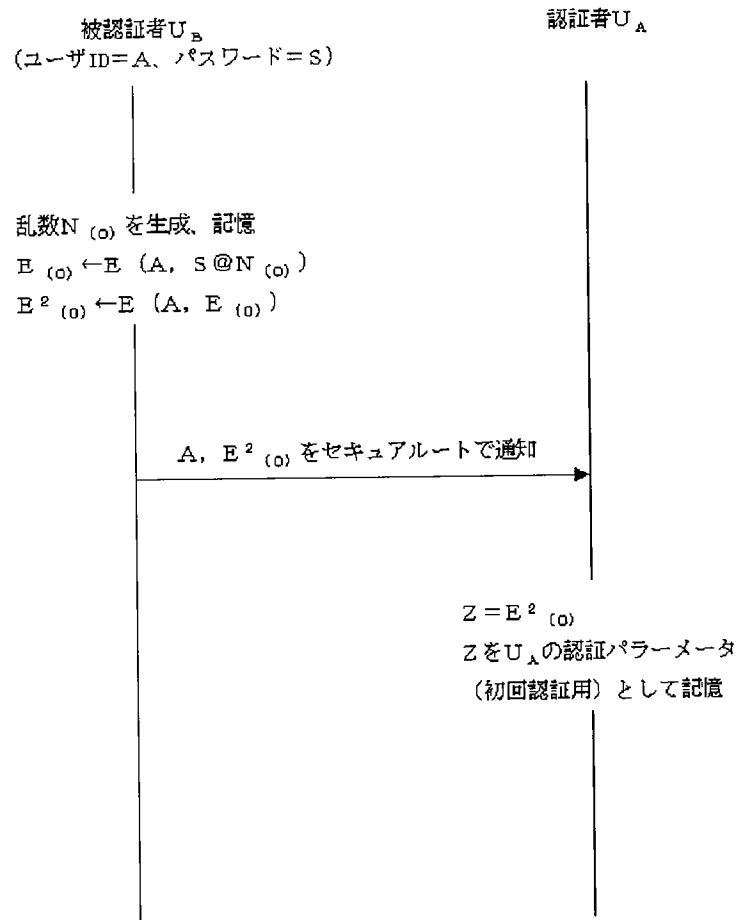 被認証者U_B
(ユーザID=A、パスワード=S)
認証者U_A
乱数N_(0)を生成、記憶
E_(0)←E(A, S@N_(0))
E²_(0)←E(A, E_(0))
A, E²_(0)をセキュアルートで通知
Z=E²_(0)
ZをU_Aの認証パラーメータ
(初回認証用)として記憶